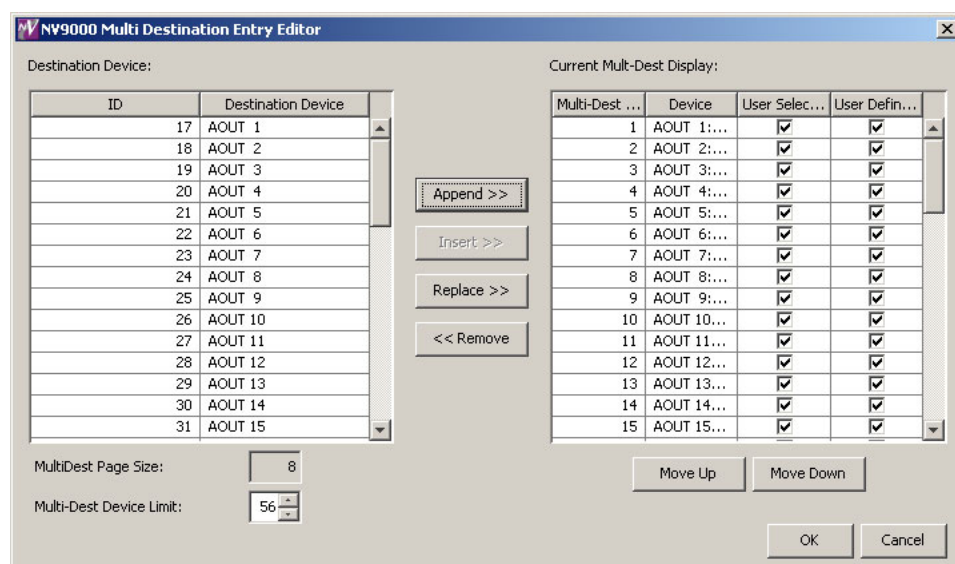 NV9000 Multi Destination Entry Editor
Destination Device:
Current Mult-Dest Display:
ID Destination Device
17 AOUT 1
18 AOUT 2
19 AOUT 3
20 AOUT 4
21 AOUT 5
22 AOUT 6
23 AOUT 7
24 AOUT 8
25 AOUT 9
26 AOUT 10
27 AOUT 11
28 AOUT 12
29 AOUT 13
30 AOUT 14
31 AOUT 15
Append >>
Insert >>
Replace >>
<< Remove
Multi-Dest ... Device User Selec... User Defin...
1 AOUT 1:...
2 AOUT 2:...
3 AOUT 3:...
4 AOUT 4:...
5 AOUT 5:...
6 AOUT 6:...
7 AOUT 7:...
8 AOUT 8:...
9 AOUT 9:...
10 AOUT 10...
11 AOUT 11...
12 AOUT 12...
13 AOUT 13...
14 AOUT 14...
15 AOUT 15...
MultiDest Page Size: 8
Multi-Dest Device Limit: 56
Move Up Move Down
OK Cancel